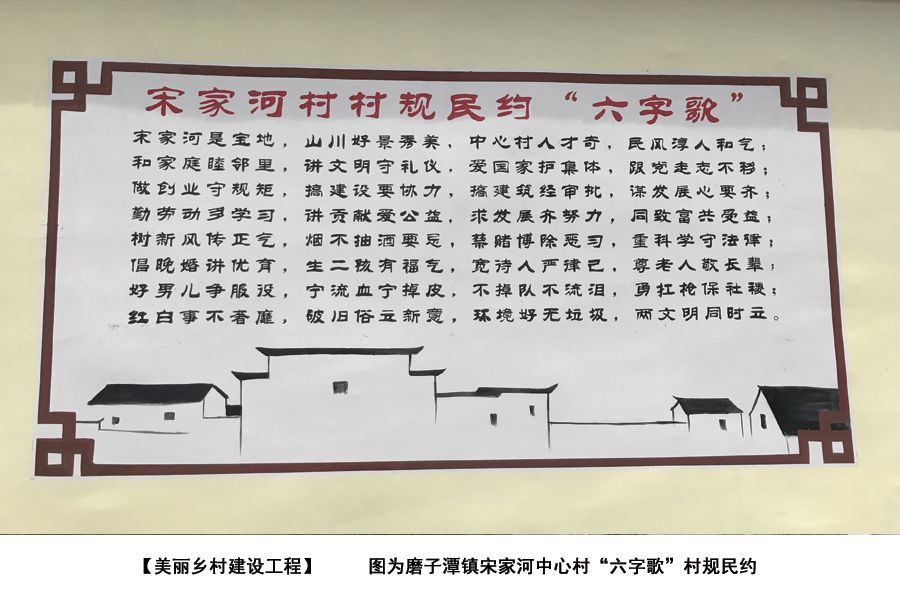 宋家河村村规民约“六字歌”
宋家河是宝地，山川好景秀美，中心村人才奇，民风淳人和气；
和家庭睦邻里，讲文明守礼仪，爱国家护集体，跟党走志不移；
做创业守规矩，搞建设要协力，搞建筑经审批，谋发展心要齐；
勤劳动多学习，讲贡献爱公益，求发展齐努力，同致富共受益；
树新风传正气，烟不抽酒要忌，禁赌博除恶习，重科学守法律；
倡晚婚讲优育，生二孩有福气，宽诗人严律己，尊老人敬长辈；
好男儿争服役，宁流血宁掉皮，不掉队不流泪，勇扛枪保社稷；
红白事不奢靡，破旧俗立新意，环境好无垃圾，两文明同时立。
【美丽乡村建设工程】 图为磨子潭镇宋家河中心村“六字歌”村规民约